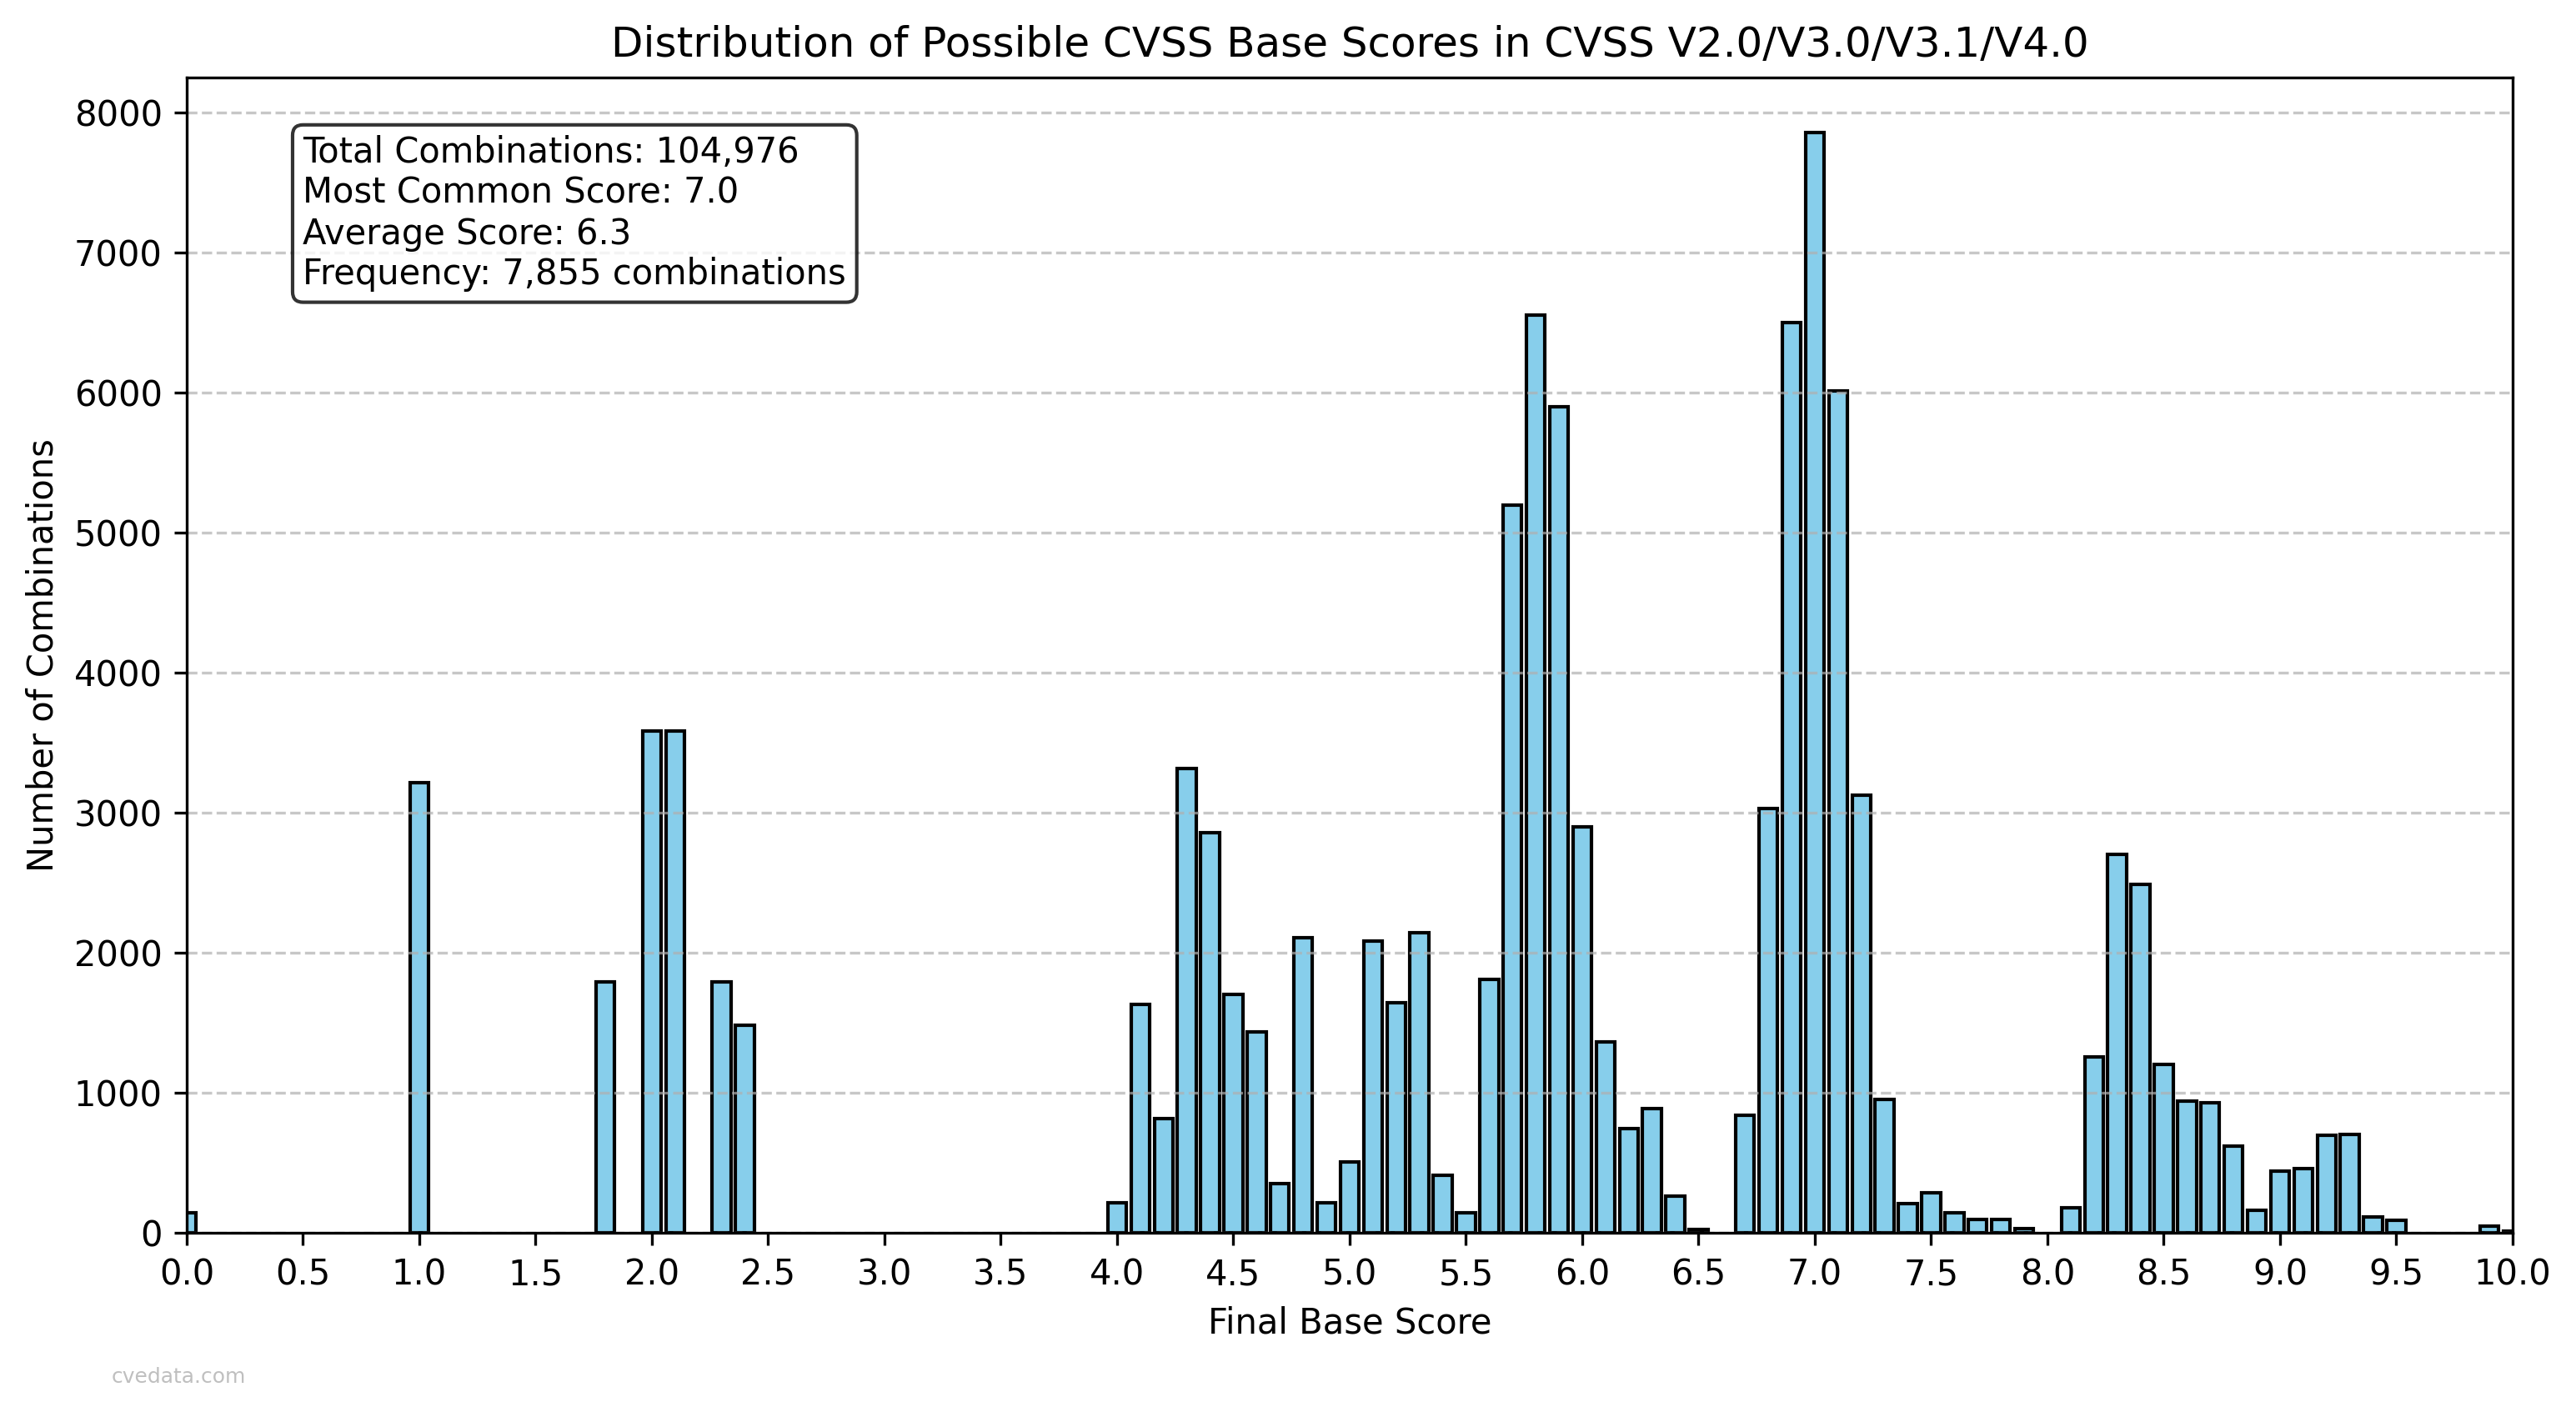 Distribution of Possible CVSS Base Scores in CVSS V2.0/V3.0/V3.1/V4.0
8000
7000
6000
5000
4000
3000
2000
1000
0
Number of Combinations
Total Combinations: 104,976
Most Common Score: 7.0
Average Score: 6.3
Frequency: 7,855 combinations
0.0 0.5 1.0 1.5 2.0 2.5 3.0 3.5 4.0 4.5 5.0 5.5 6.0 6.5 7.0 7.5 8.0 8.5 9.0 9.5 10.0
Final Base Score
cvedata.com